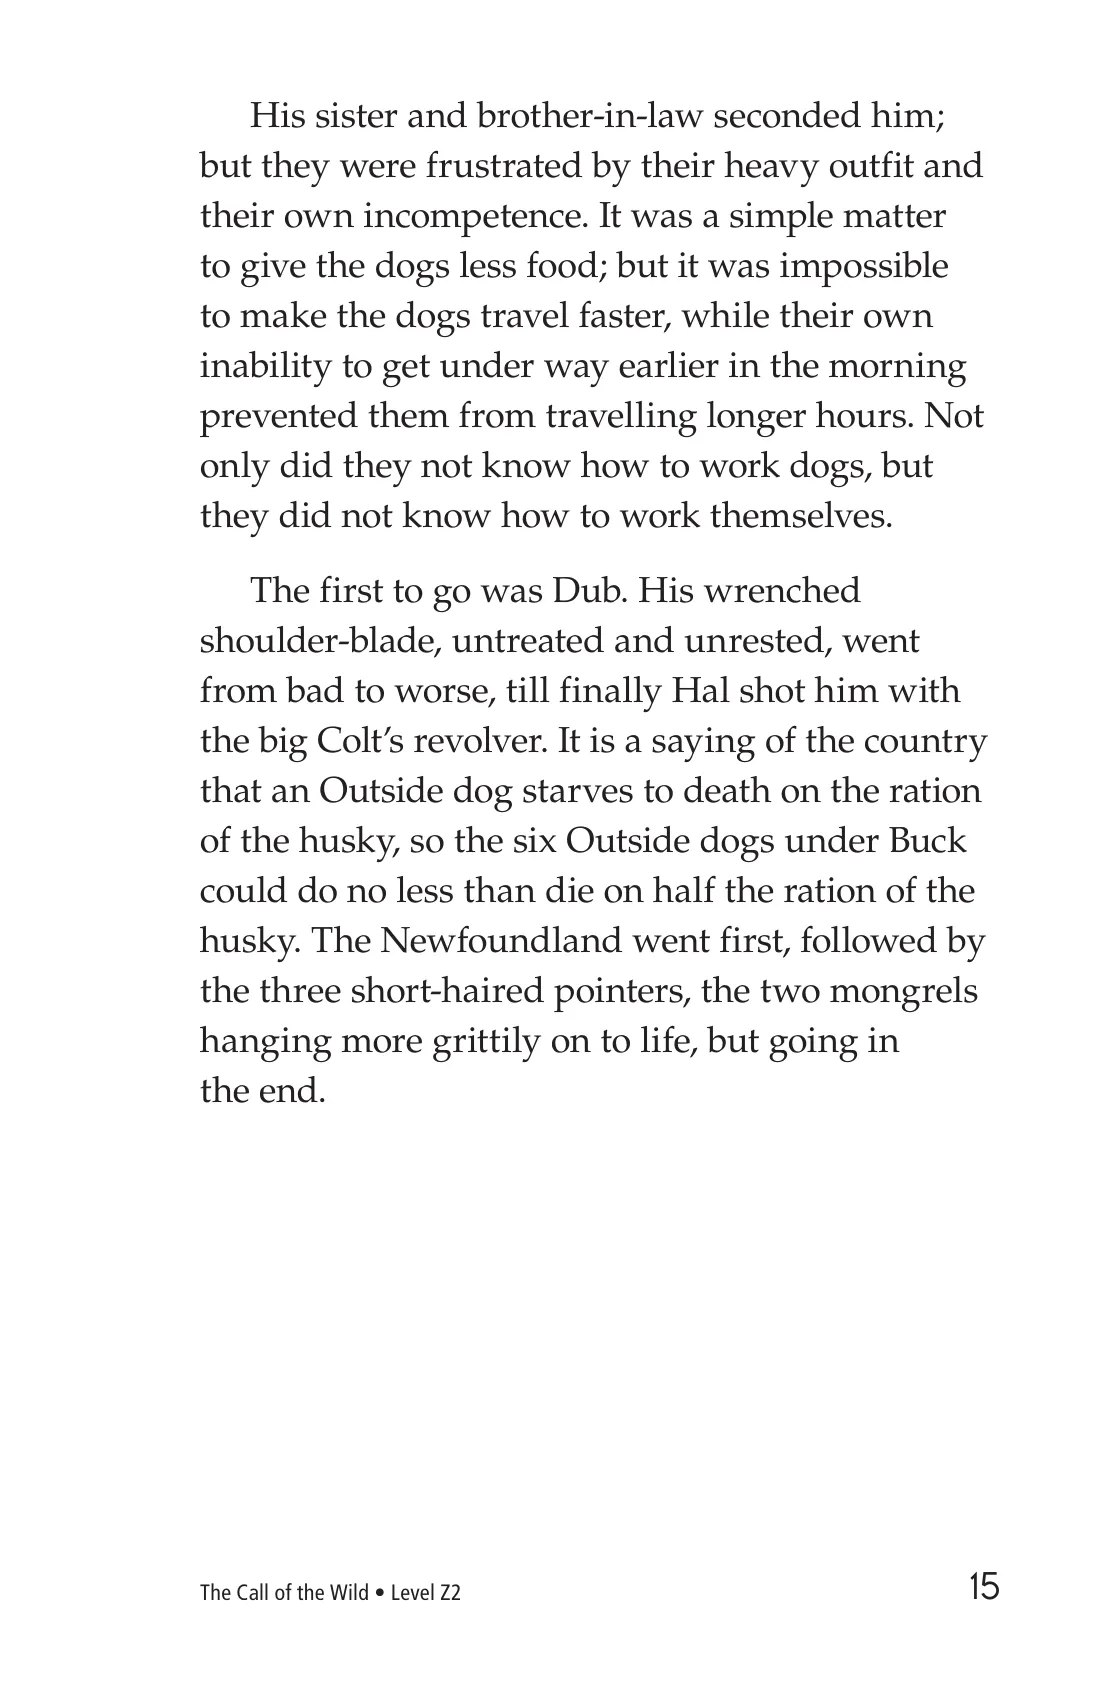 His sister and brother-in-law seconded him;
but they were frustrated by their heavy outfit and
their own incompetence. It was a simple matter
to give the dogs less food; but it was impossible
to make the dogs travel faster, while their own
inability to get under way earlier in the morning
prevented them from travelling longer hours. Not
only did they not know how to work dogs, but
they did not know how to work themselves.
The first to go was Dub. His wrenched
shoulder-blade, untreated and unrested, went
from bad to worse, till finally Hal shot him with
the big Colt’s revolver. It is a saying of the country
that an Outside dog starves to death on the ration
of the husky, so the six Outside dogs under Buck
could do no less than die on half the ration of the
husky. The Newfoundland went first, followed by
the three short-haired pointers, the two mongrels
hanging more grittily on to life, but going in
the end.
The Call of the Wild • Level Z2
15